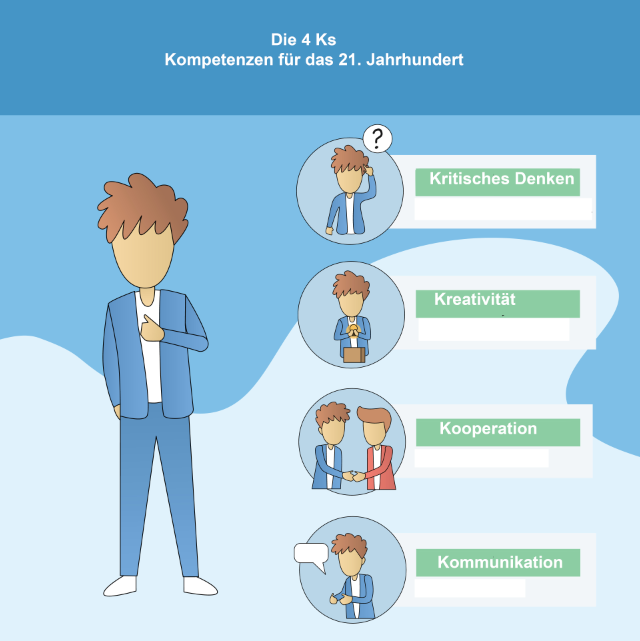 Die 4 Ks
Kompetenzen für das 21. Jahrhundert
?
Kritisches Denken
Kreativität
Kooperation
Kommunikation